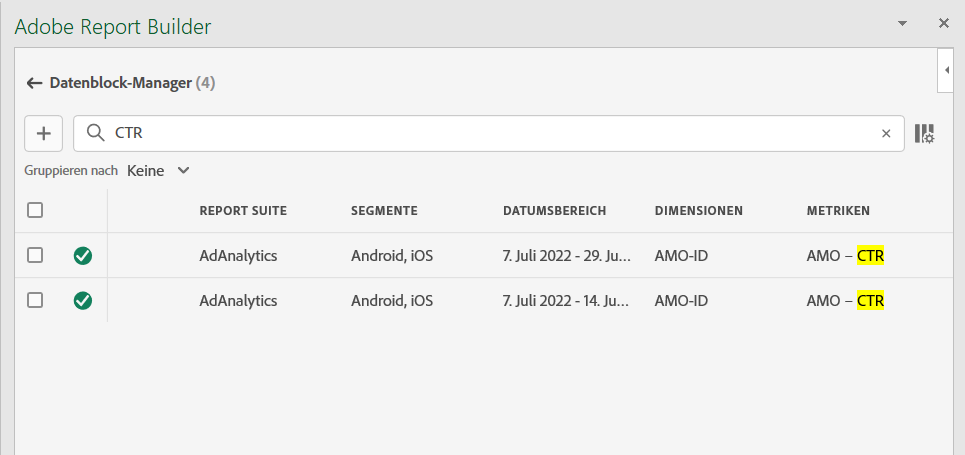 Adobe Report Builder
Datenblock-Manager (4)
CTR
Gruppieren nach Keine
REPORT SUITE SEGMENTE DATUMSBEREICH DIMENSIONEN METRIKEN
AdAnalytics Android, iOS 7. Juli 2022 - 29. Ju... AMO-ID AMO – CTR
AdAnalytics Android, iOS 7. Juli 2022 - 14. Ju... AMO-ID AMO – CTR